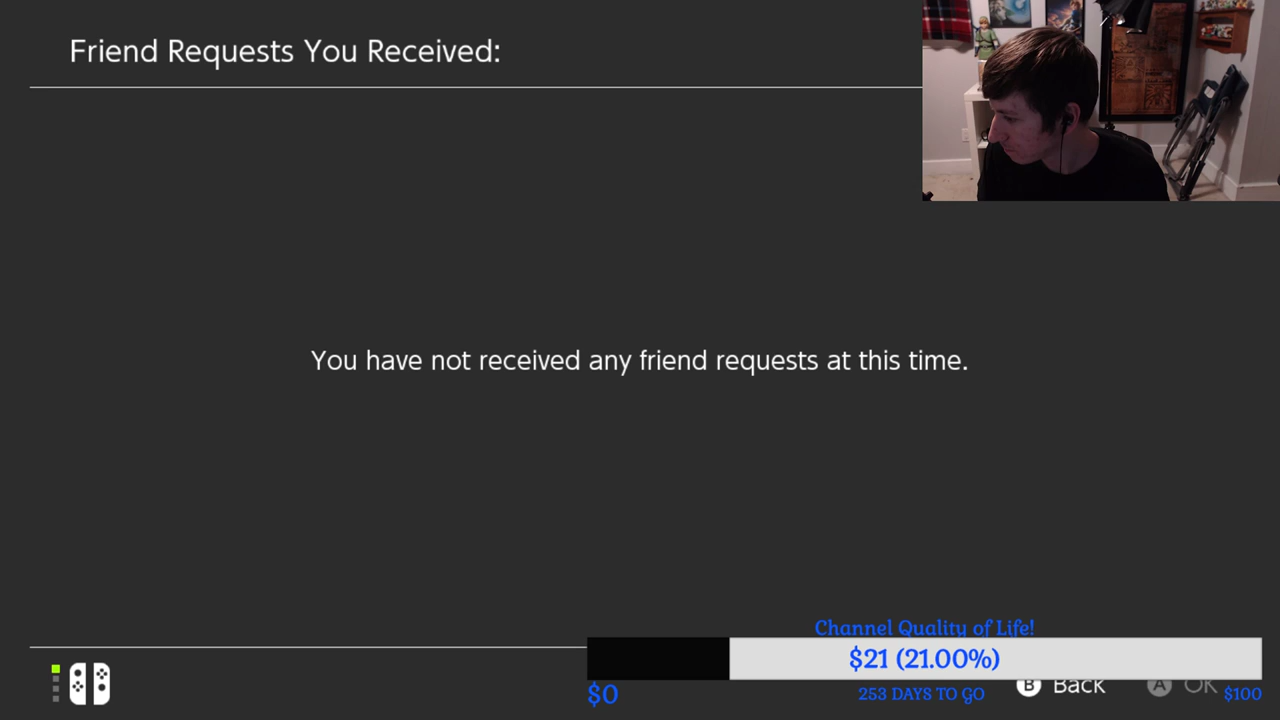 Friend Requests You Received:
You have not received any friend requests at this time.
Channel Quality of Life!
$21 (21.00%)
$0
253 DAYS TO GO
B Back
A OK
$100